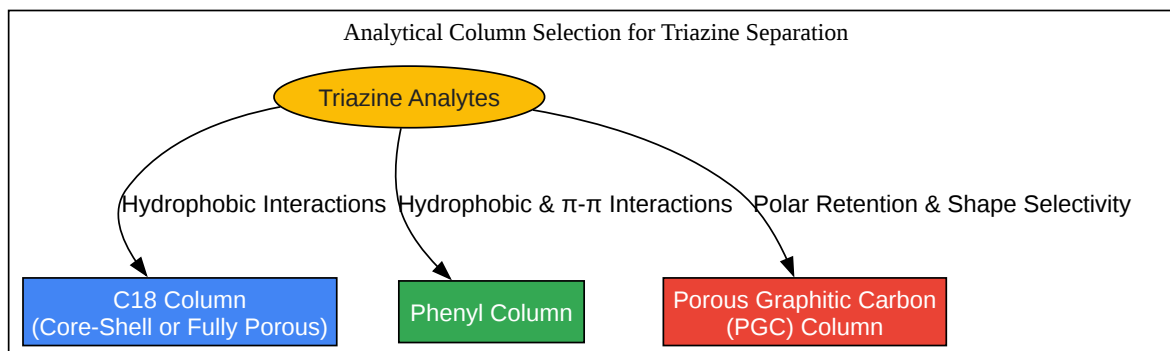 Analytical Column Selection for Triazine Separation
Triazine Analytes
Hydrophobic Interactions
Hydrophobic & π-π Interactions
Polar Retention & Shape Selectivity
C18 Column
(Core-Shell or Fully Porous)
Phenyl Column
Porous Graphitic Carbon
(PGC) Column